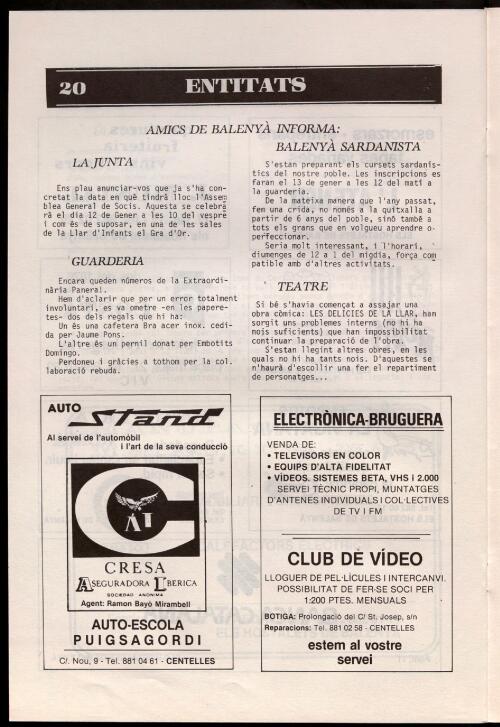 20
ENTITATS
AMICS DE BALENYÀ INFORMA:
LA JUNTA
Ens plau anunciar-vos que ja s'ha con-
cretat la data en què tindrà lloc l'Assem
blea General de Socis. Aquesta se celebra
rà el dia 12 de Gener a les 10 del vespre
i com és de suposar, en una de les sales
de la Llar d'Infants el Gra d'Or.
GUARDERIA
Encara queden números de la Extraordi-
nària Panera!.
Hem d'aclarir que per un error totalment
involuntari, es va ometre -en les papere-
tes- dos dels regals que hi ha:
Un és una cafetera Bra acer inox. cedi-
da per Jaume Pons.
L'altre és un pernil donat per Embotits
Domingo.
Perdoneu i gràcies a tothom per la col.
laboració rebuda.
BALENYÀ SARDANISTA
S'estan preparant els cursets sardanis-
tics del nostre poble. Les inscripcions es
faran el 13 de gener a les 12 del matí a
la guarderia.
De la mateixa manera que l'any passat,
fem una crida, no només a la quitxalla a
partir de 6 anys del poble, sinó també a
tots els grans que en volgueu aprendre o
perfeccionar.
Seria molt interessant, i l'horari,
diumenges de 12 a 1 del migdia, força com
patible amb d'altres activitats.
TEATRE
Si bé s'havia començat a assajar una
obra còmica: LES DELICIES DE LA LLAR, han
sorgit uns problemes interns (no hi ha
nois suficients) que han impossibilitat
continuar la preparació de l'obra.
S'estan llegint altres obres, en les
quals no hi ha tants nois. D'aquestes se
n'haurà d'escollir una fer el repartiment
de personatges...
AUTO Stand
Al servei de l'automòbil
i l'art de la seva conducció
AI
CRESA
ASEGURADORA IBERICA
SOCIEDAD ANONIMA
Agent: Ramon Bayò Mirambell
AUTO-ESCOLA
PUIGSAGORDI
C/. Nou, 9 - Tel. 881 04 61 - CENTELLES
ELECTRÒNICA-BRUGUERA
VENDA DE:
• TELEVISORS EN COLOR
• EQUIPS D'ALTA FIDELITAT
• VÍDEOS. SISTEMES BETA, VHS I 2.000
SERVEI TÈCNIC PROPI, MUNTATGES
D'ANTENES INDIVIDUALS I COL·LECTIVES
DE TV I FM
CLUB DE VÍDEO
LLOGUER DE PEL·LÍCULES I INTERCANVI.
POSSIBILITAT DE FER-SE SOCI PER
1:200 PTES. MENSUALS
BOTIGA: Prolongació del C/ St. Josep, s/n
Reparacions: Tel. 881 02 58 - CENTELLES
estem al vostre
servei